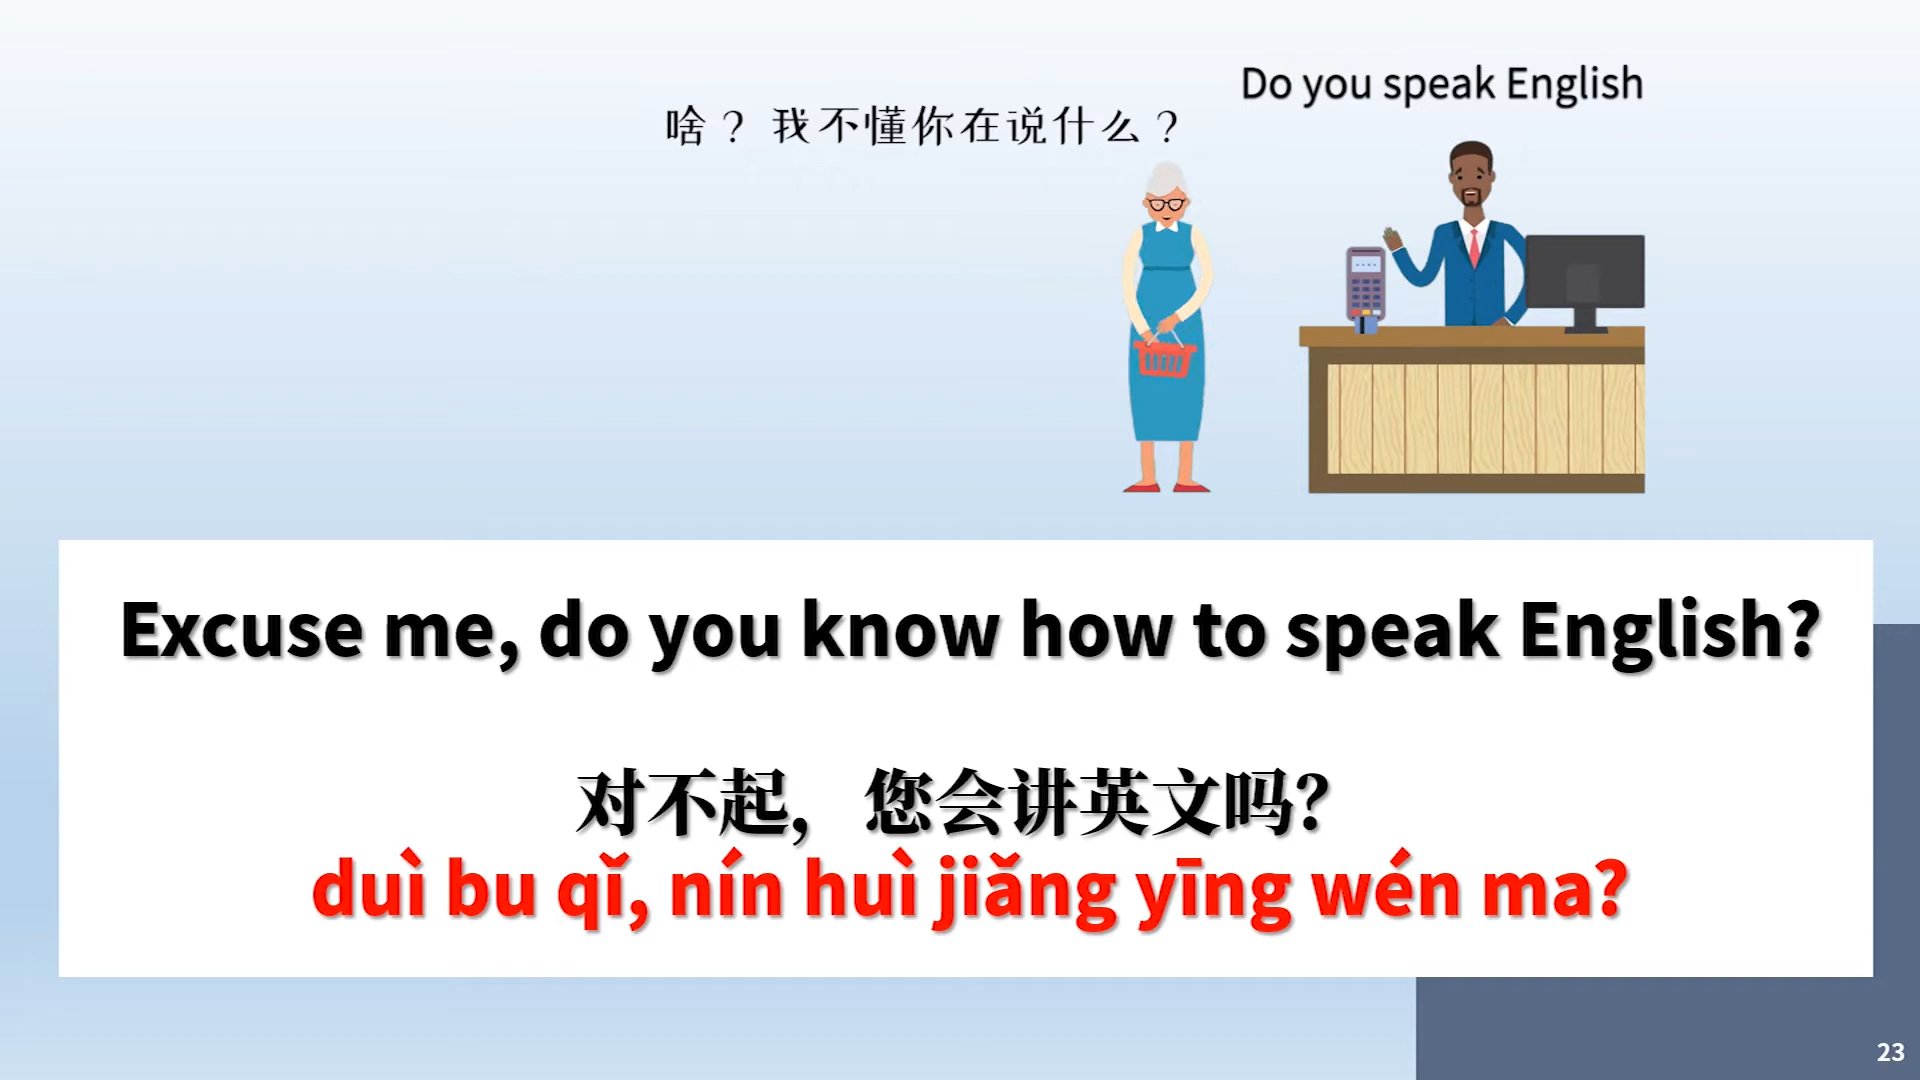 Do you speak English
啥？我不懂你在说什么？
Excuse me, do you know how to speak English?
对不起，您会讲英文吗?
duì bu qǐ, nín huì jiǎng yīng wén ma?
23